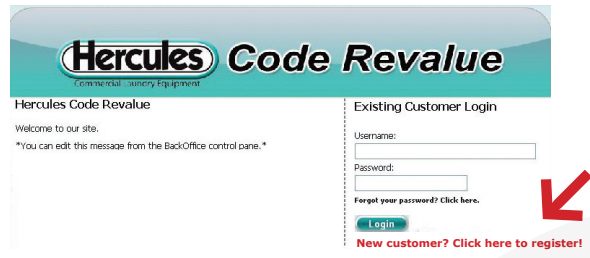 Hercules Code Revalue
Commercial Laundry Equipment
Hercules Code Revalue
Welcome to our site.
*You can edit this message from the BackOffice control pane.*
Existing Customer Login
Username:
Password:
Forgot your password? Click here.
Login
New customer? Click here to register!